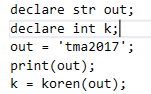 declare str out;
declare int k;
out = 'tma2017';
print(out);
k = koren(out);